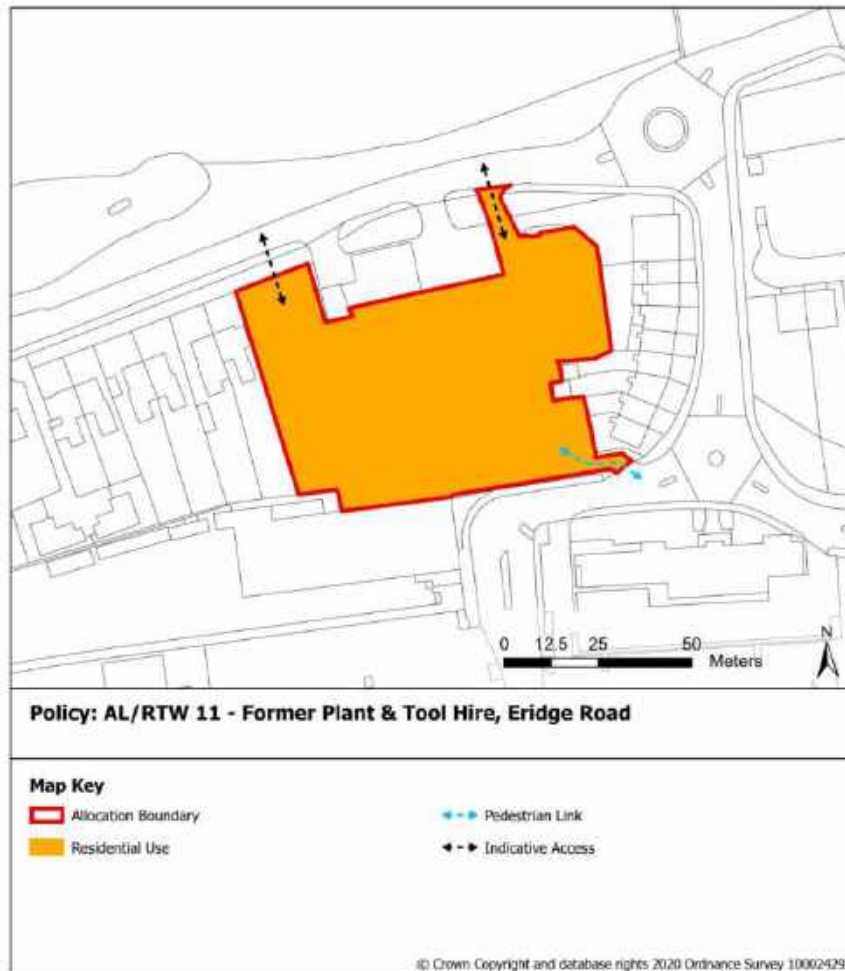 N
0 12.5 25 50
Meters
Policy: AL/RTW 11 - Former Plant & Tool Hire, Eridge Road
Map Key
Allocation Boundary
Pedestrian Link
Residential Use
Indicative Access
© Crown Copyright and database rights 2020 Ordnance Survey 10002429